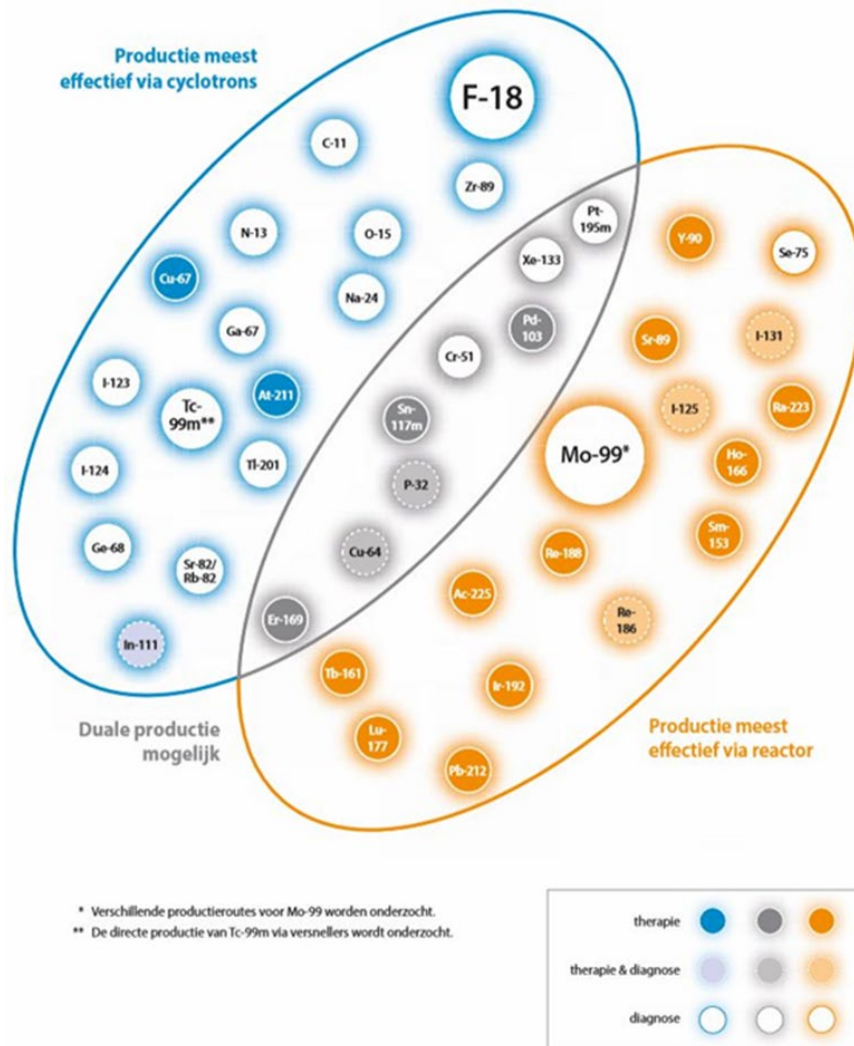 Productie meest
effectief via cyclotrons
F-18
C-11
Zr-89
Pt-
195m
N-13
O-15
Xe-133
Y-90
Se-75
Cu-67
Na-24
Ga-67
Pd-
103
Sr-89
I-131
Cr-51
I-123
At-211
Tc-
99m**
Sn-
117m
I-125
Ra-223
Mo-99*
Ho-
166
I-124
Tl-201
P-32
Sm-
153
Ge-68
Sr-82/
Rb-82
Cu-64
Re-188
Ac-225
Re-
186
Er-169
In-111
Tb-161
Ir-192
Lu-
177
Pb-212
Duale productie
mogelijk
Productie meest
effectief via reactor
* Verschillende productieroutes voor Mo-99 worden onderzocht.
** De directe productie van Tc-99m via versnellers wordt onderzocht.
therapie
therapie & diagnose
diagnose